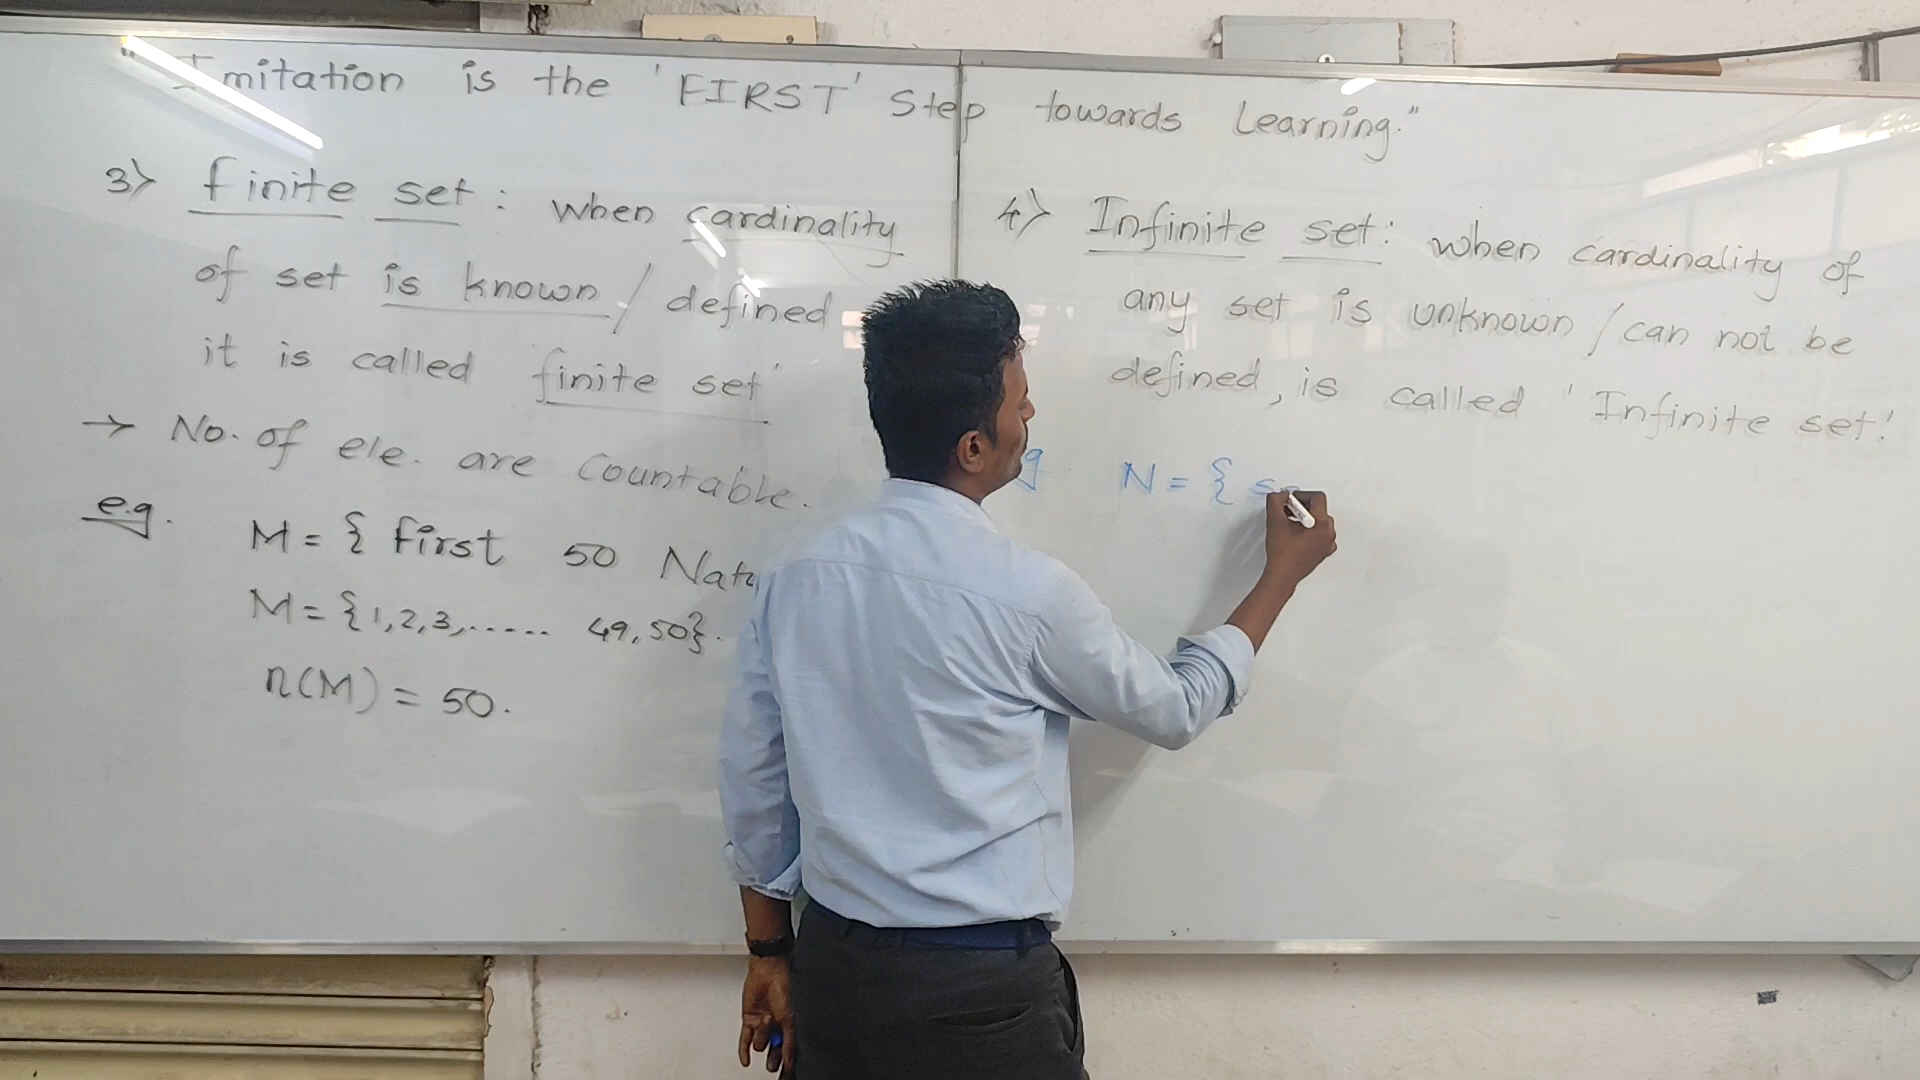 "Imitation is the 'FIRST' Step towards Learning."
3) finite set : when cardinality
of set is known / defined
it is called 'finite set'
→ No. of ele. are countable.
e.g. M = { first 50
M = {1,2,3,..... 49,50}.
n(M) = 50.
4) Infinite set : when cardinality of
any set is unknown / can not be
defined, is called 'Infinite set'
N = {